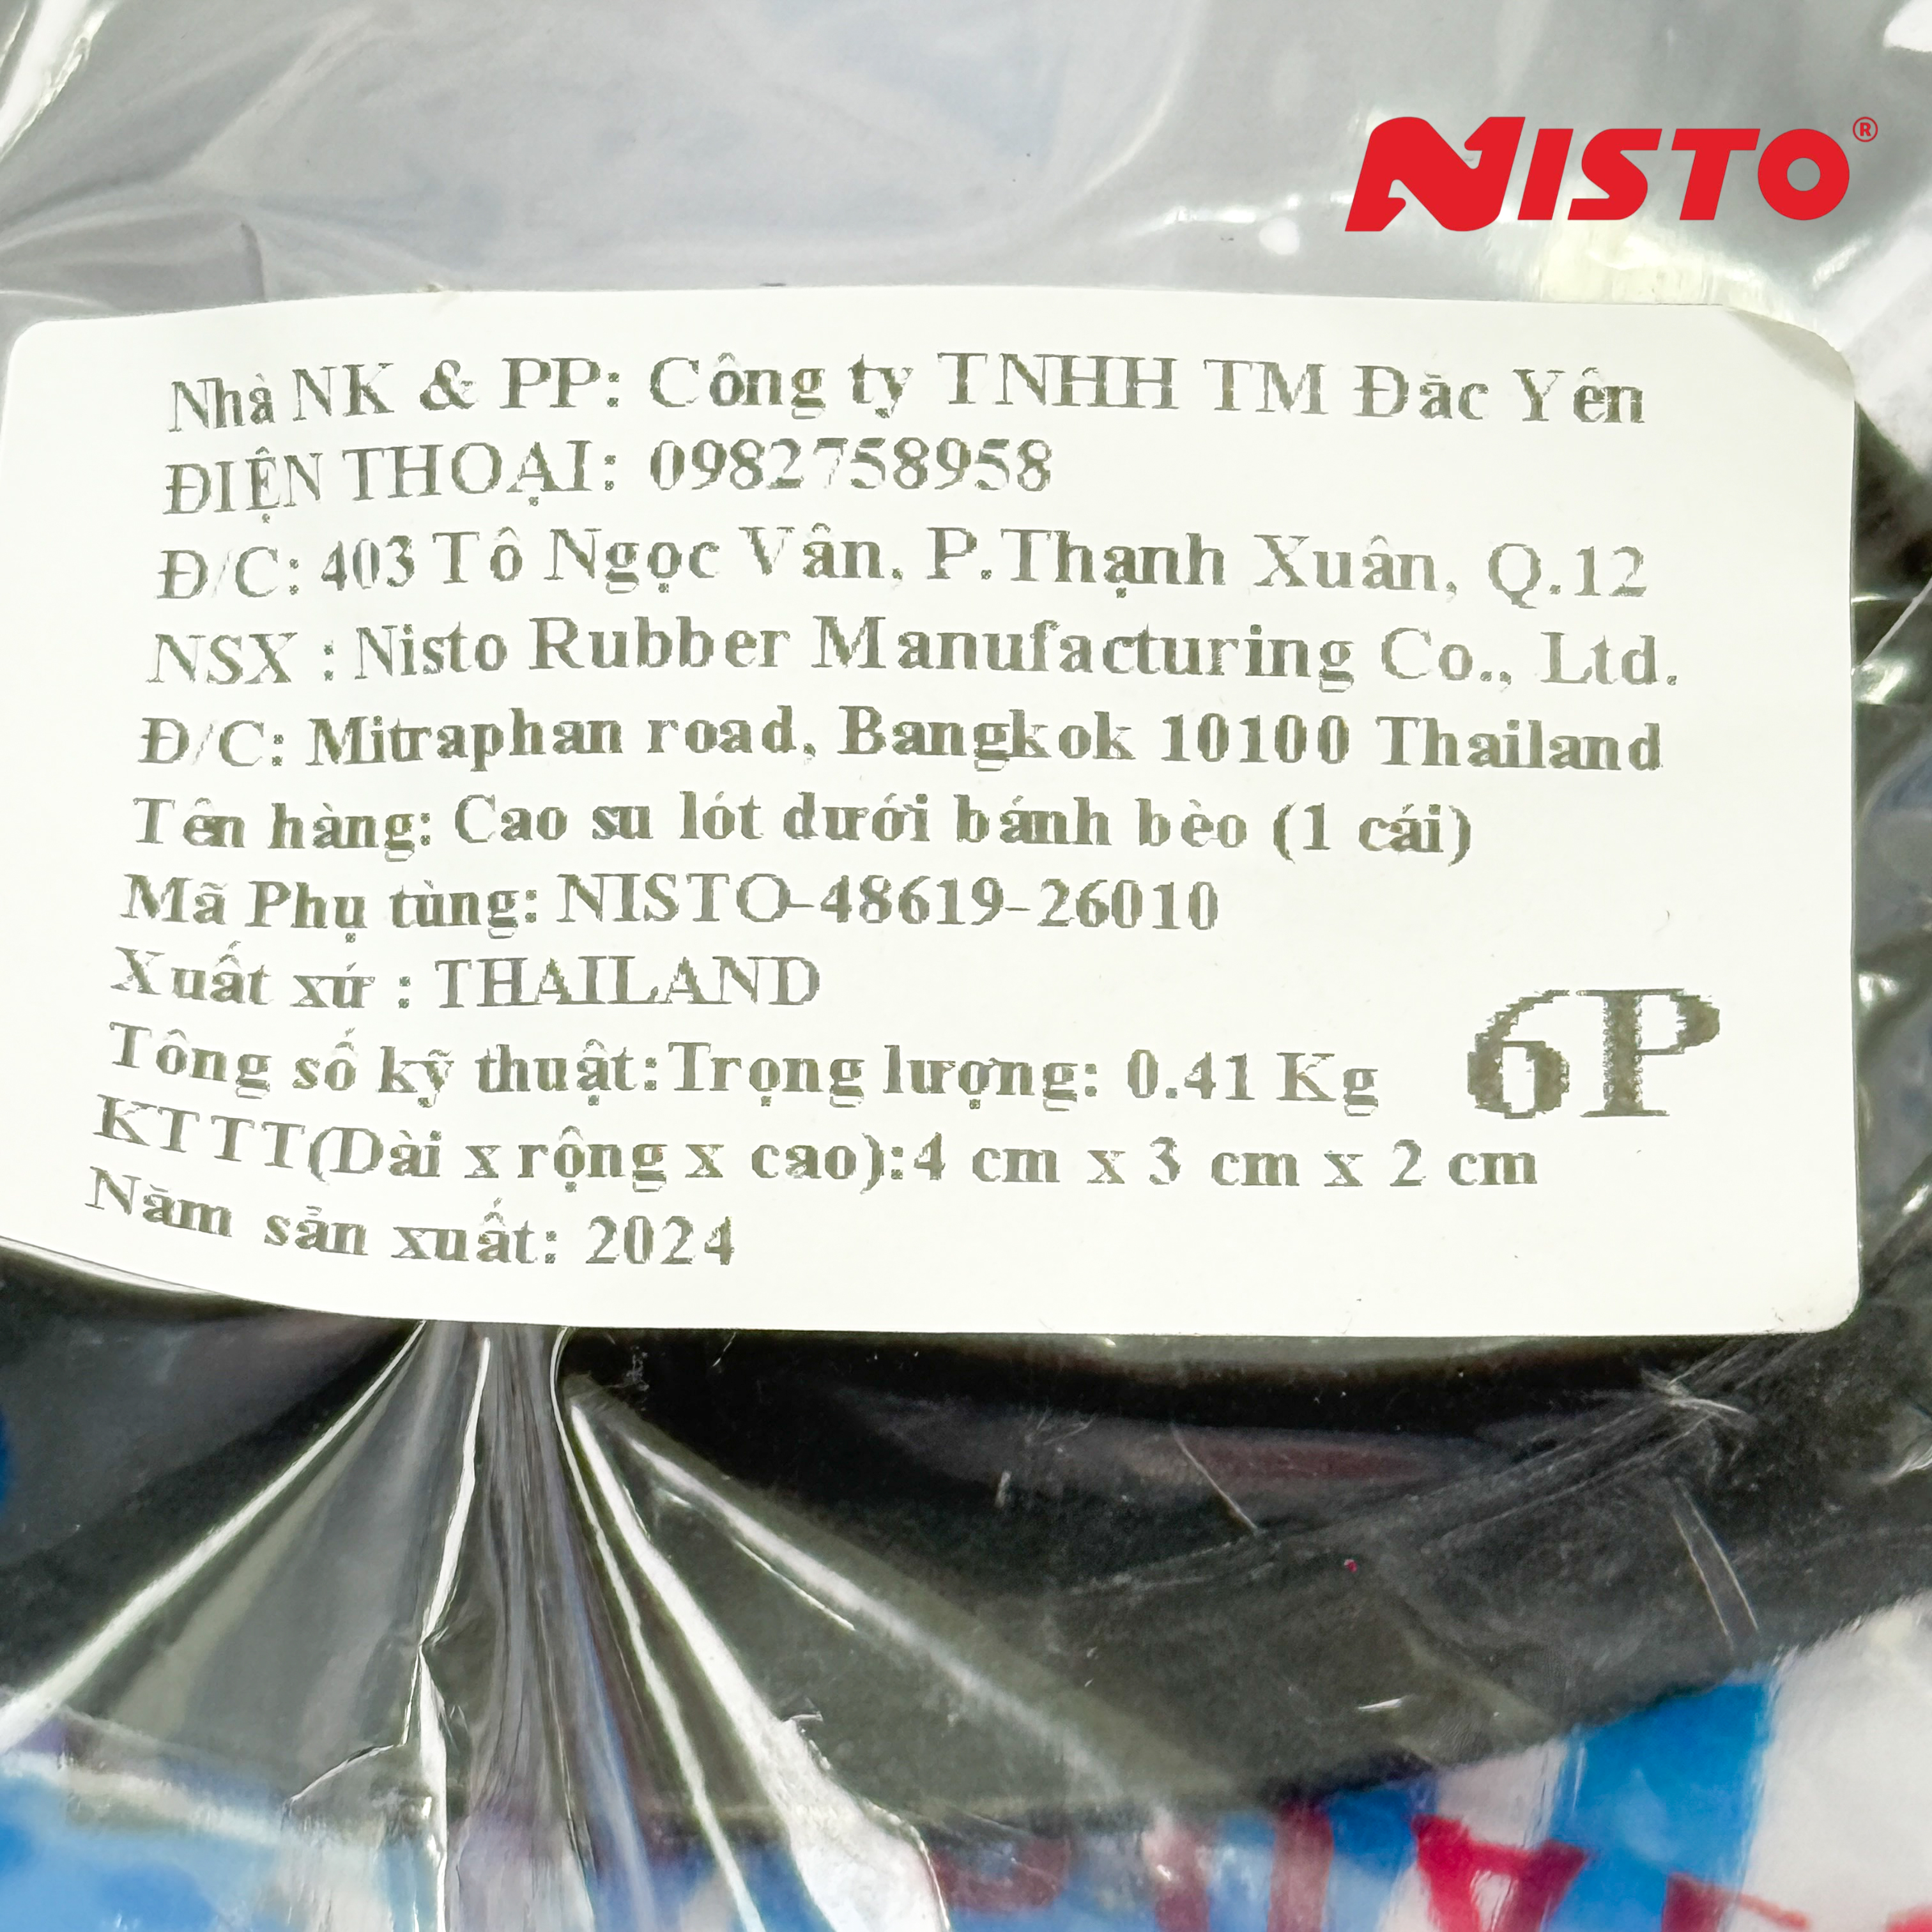 NISTO®
Nhà NK & PP: Công ty TNHH TM Đăc Yên
ĐIỆN THOẠI: 0982758958
Đ/C: 403 Tô Ngọc Vân, P.Thạnh Xuân, Q.12
NSX : Nisto Rubber Manufacturing Co., Ltd.
Đ/C: Mitraphan road, Bangkok 10100 Thailand
Tên hàng: Cao su lót dưới bánh bèo (1 cái)
Mã Phụ tùng: NISTO-48619-26010
Xuất xứ : THAILAND
Tông số kỹ thuật:Trọng lượng: 0.41 Kg 6P
KTTT(Dài x rộng x cao):4 cm x 3 cm x 2 cm
Năm sản xuất: 2024